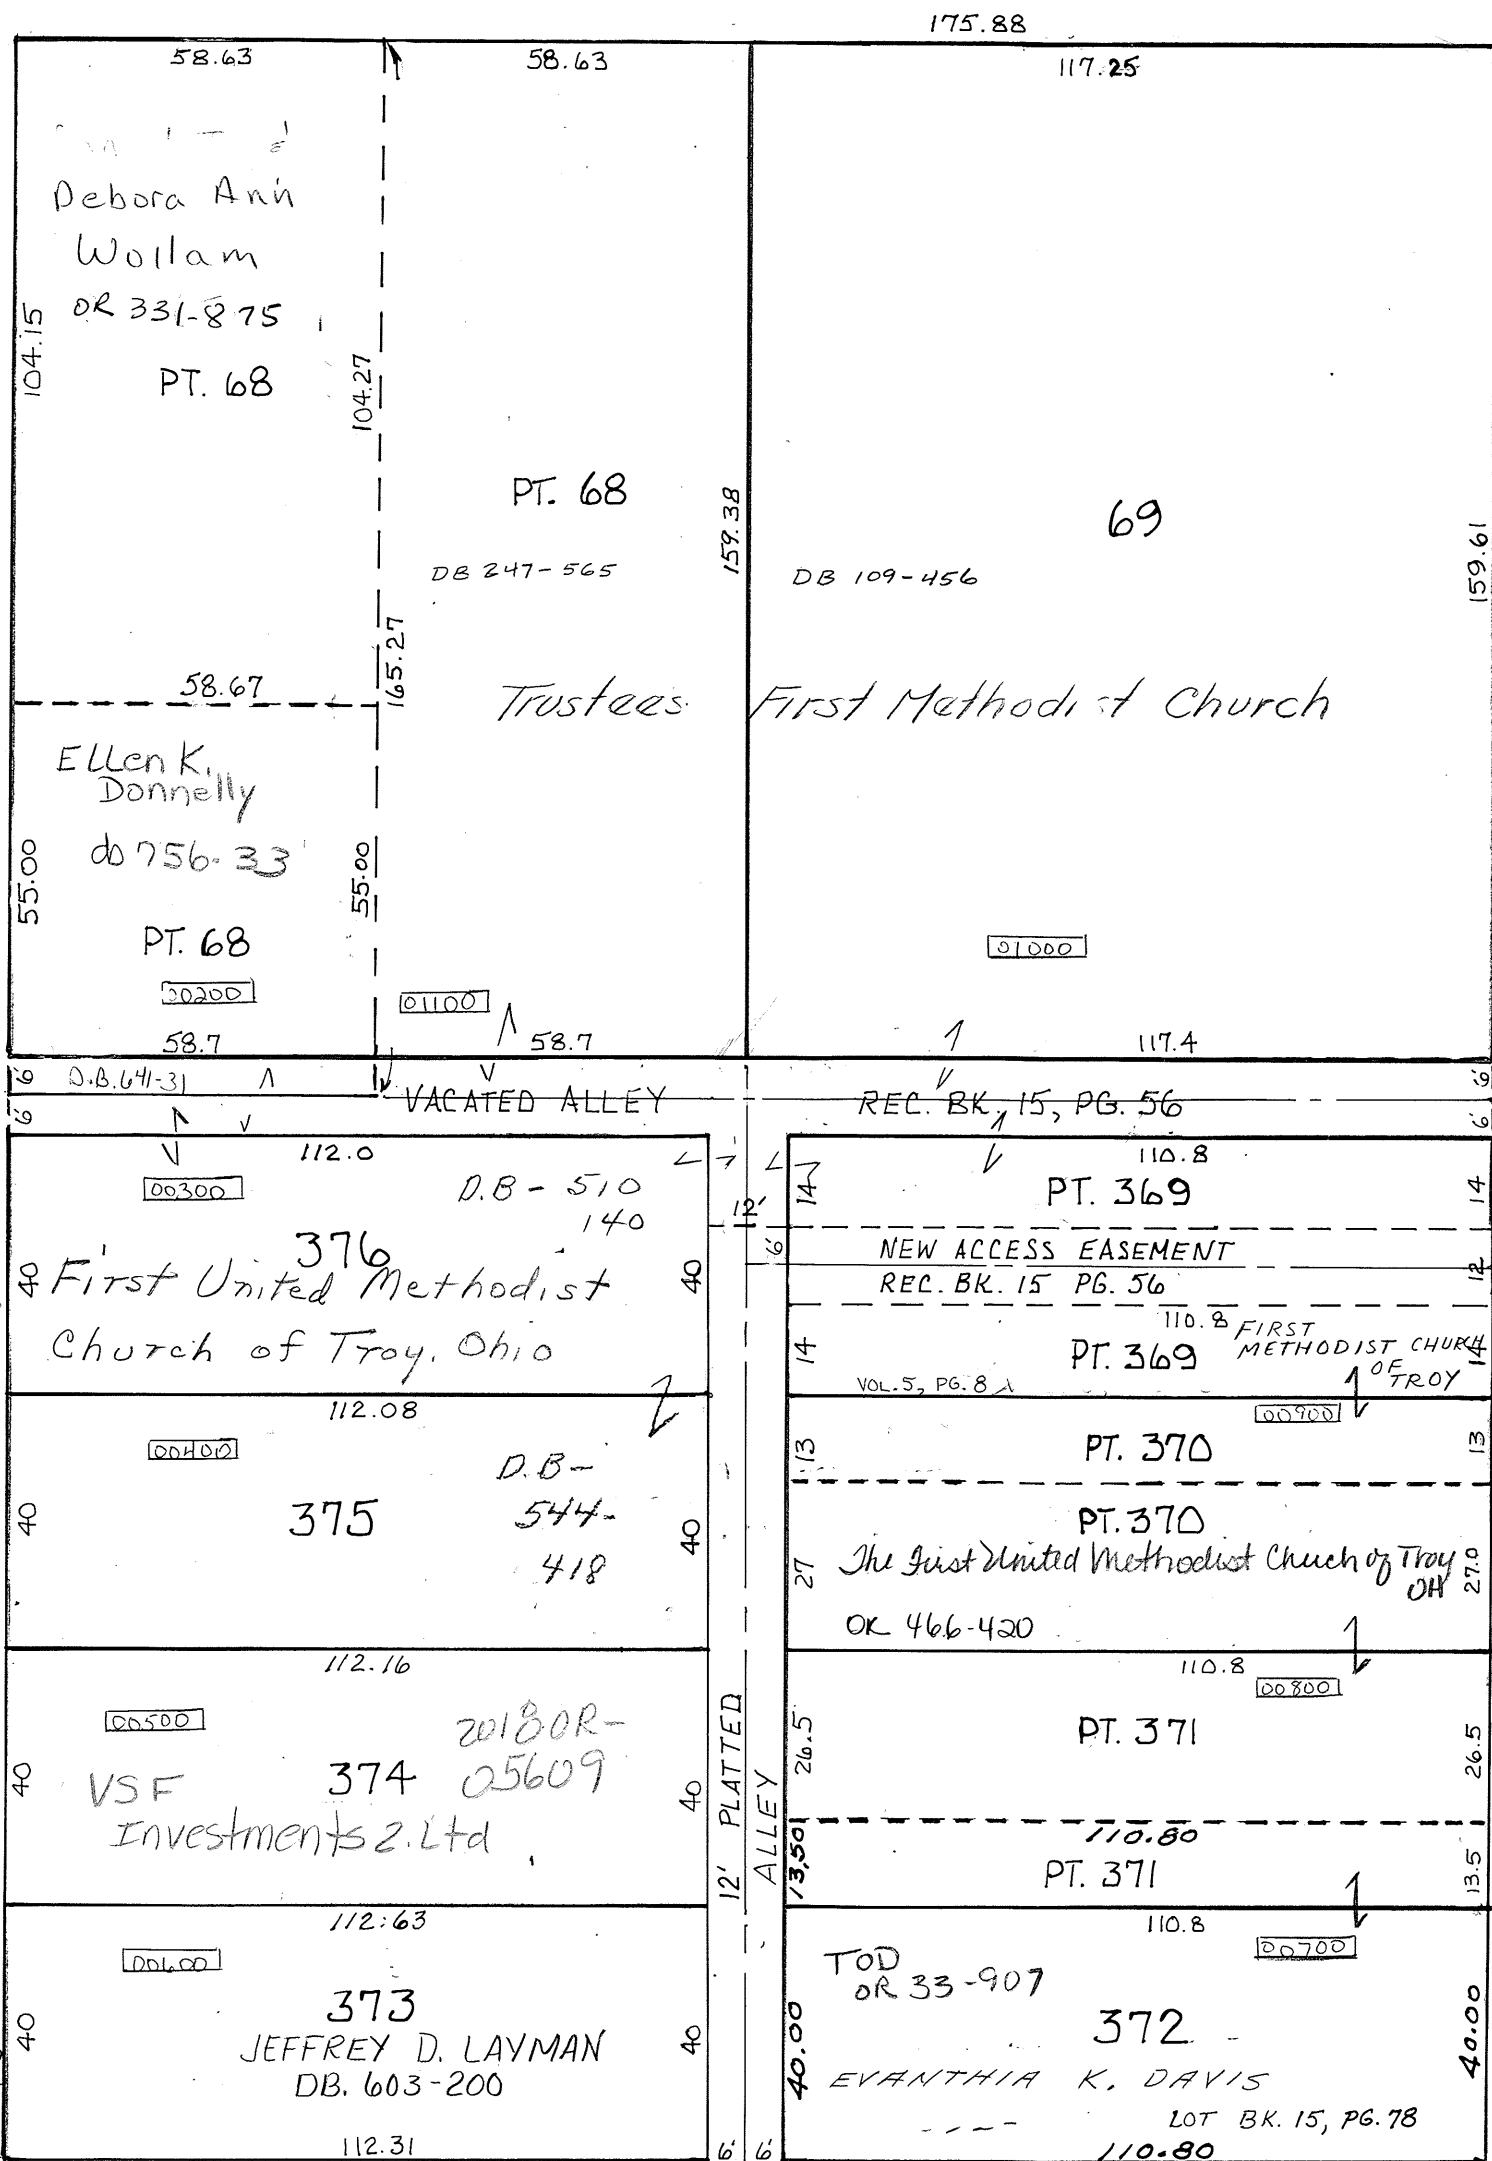 175.88
58.63
58.63
117.25
Debora Ann
Wollam
OR 331-875
104.15
PT. 68
104.27
PT. 68
159.38
69
159.61
DB 247-565
DB 109-456
165.27
58.67
Trustees First Methodist Church
Ellen K.
Donnelly
db 756-33
55.00
55.00
PT. 68
01000
00200
01100
58.7
58.7
117.4
6'
D.B. 641-31
6'
6'
VACATED ALLEY
REC. BK. 15, PG. 56
6'
112.0
110.8
00300
D.B - 510
140
14
PT. 369
14
12'
376
6'
NEW ACCESS EASEMENT
12
40
First United Methodist
40
REC. BK. 15 PG. 56
Church of Troy, Ohio
110.8
FIRST
METHODIST CHURCH
OF
TROY
14
PT. 369
14
VOL. 5, PG. 8
112.08
00900
00400
D.B-
544-
418
13
PT. 370
13
40
375
40
PT. 370
27
The First United Methodist Chuch of Troy
OH
27.0
OR 466-420
112.16
110.8
00800
00500
2018OR-
05609
26.5
PT. 371
26.5
40
VSF
374
40
Investments 2. Ltd
12' PLATTED
ALLEY
110.80
13.50
PT. 371
13.5
112.63
110.8
00600
00700
TOD
OR 33-907
373
372
40
JEFFREY D. LAYMAN
40
40.00
40.00
DB. 603-200
EVANTHIA K. DAVIS
LOT BK. 15, PG. 78
112.31
6'
6'
110.80